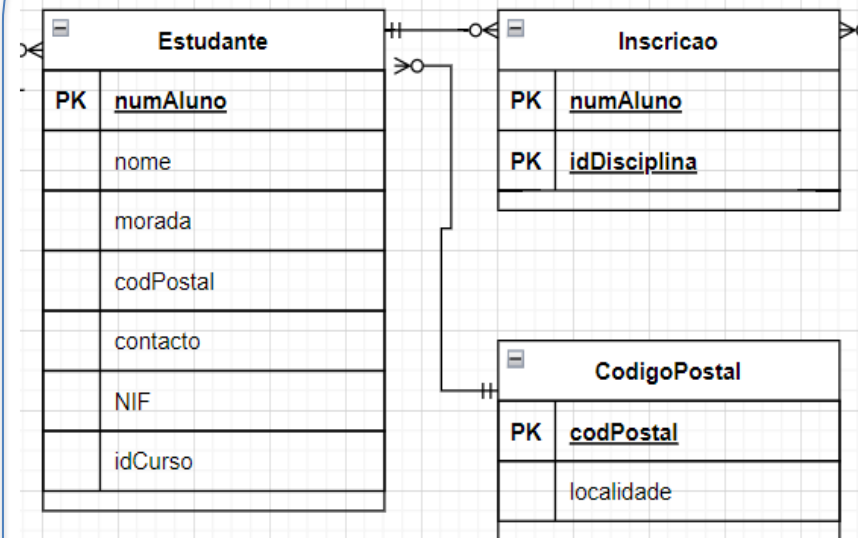 Estudante
PK numAluno
nome
morada
codPostal
contacto
NIF
idCurso
Inscricao
PK numAluno
PK idDisciplina
CodigoPostal
PK codPostal
localidade